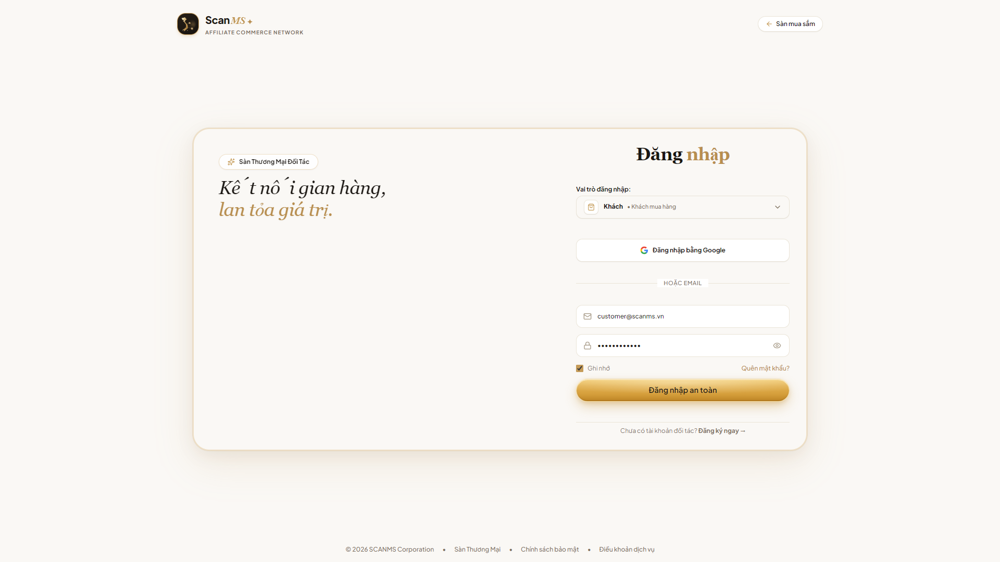 ScanMS
AFFILIATE COMMERCE NETWORK
Sàn mua sắm
Sàn Thương Mại Đối Tác
Kết nối gian hàng,
lan tỏa giá trị.
Đăng nhập
Vai trò đăng nhập:
Khách • Khách mua hàng
Đăng nhập bằng Google
HOẶC EMAIL
customer@scanms.vn
••••••••••••
Ghi nhớ
Quên mật khẩu?
Đăng nhập an toàn
Chưa có tài khoản đối tác? Đăng ký ngay →
© 2026 SCANMS Corporation • Sàn Thương Mại • Chính sách bảo mật • Điều khoản dịch vụ